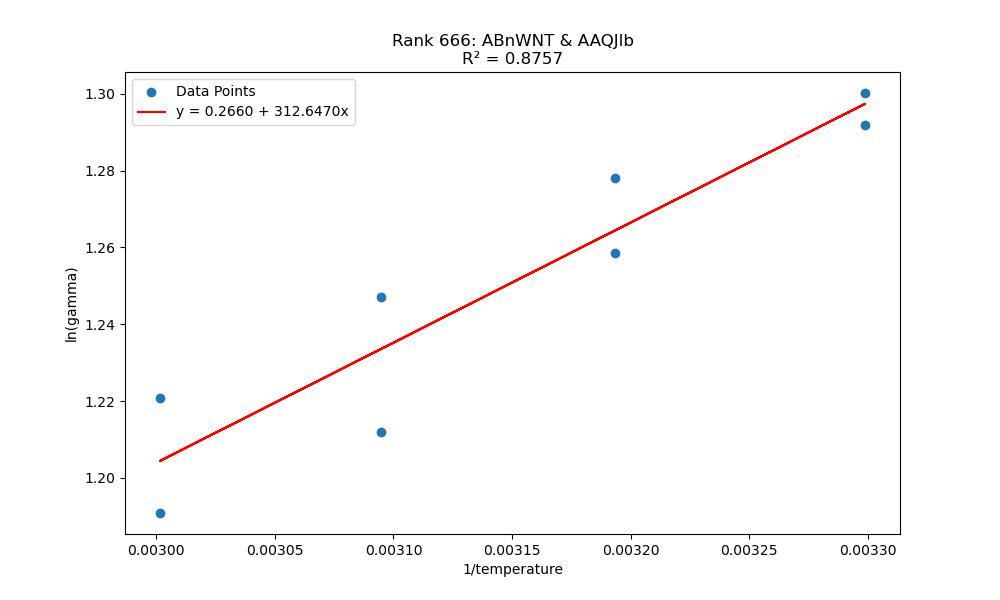 Rank 666: ABnWNT & AAQJlb
R² = 0.8757
Data Points
y = 0.2660 + 312.6470x
1.30
1.28
1.26
1.24
1.22
1.20
ln(gamma)
0.00300 0.00305 0.00310 0.00315 0.00320 0.00325 0.00330
1/temperature